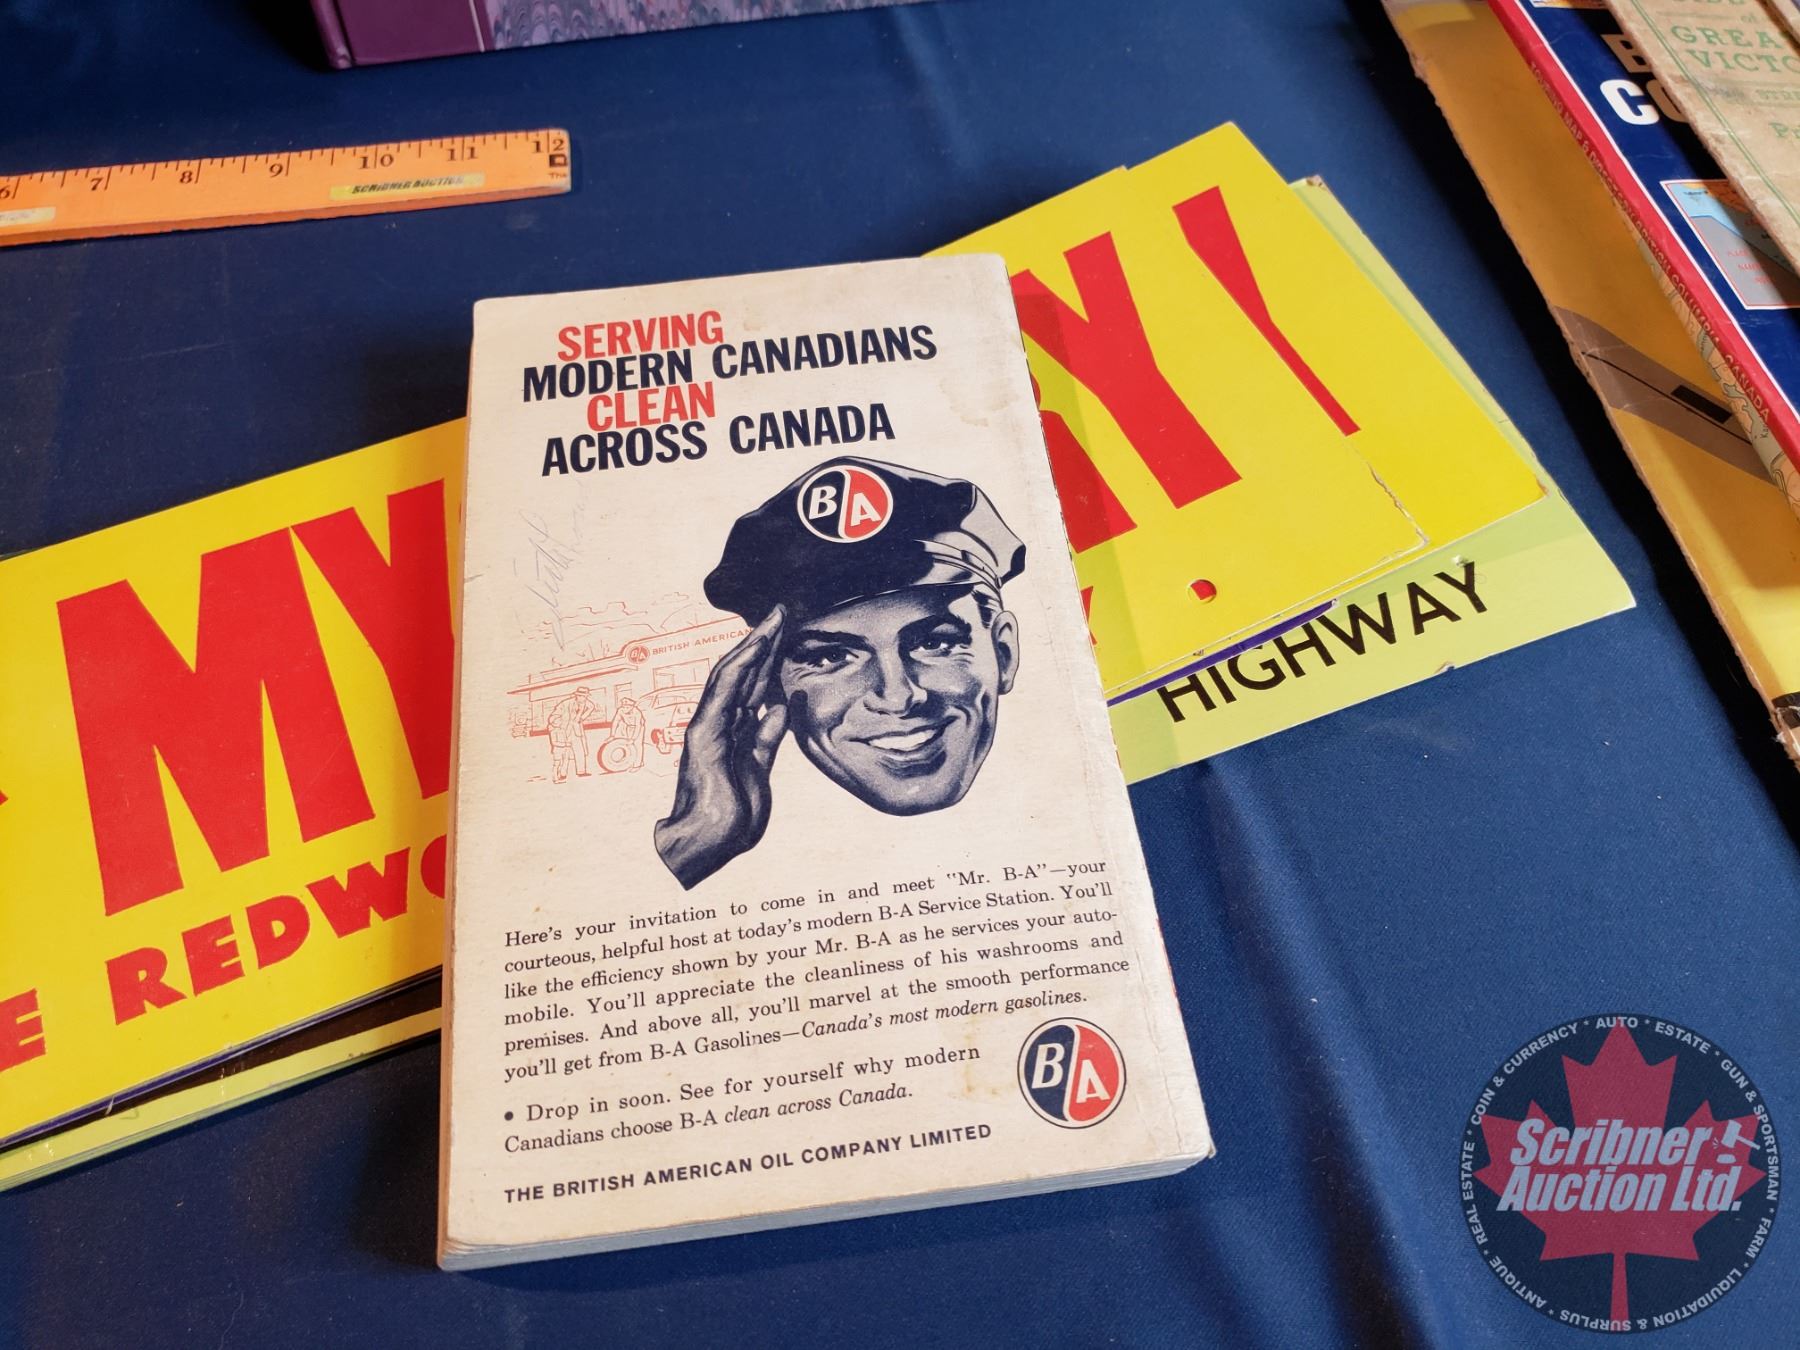 6 7 8 9 10 11 12
SCRIBNER AUCTION
SERVING
MODERN CANADIANS
CLEAN
ACROSS CANADA
B/A
BRITISH AMERICAN
Here's your invitation to come in and meet "Mr. B-A"—your
courteous, helpful host at today's modern B-A Service Station. You'll
like the efficiency shown by your Mr. B-A as he services your auto-
mobile. You'll appreciate the cleanliness of his washrooms and
premises. And above all, you'll marvel at the smooth performance
you'll get from B-A Gasolines—Canada's most modern gasolines.
• Drop in soon. See for yourself why modern
Canadians choose B-A clean across Canada.
B/A
THE BRITISH AMERICAN OIL COMPANY LIMITED
MY
REDWO
HIGHWAY
GREA
VICTO
CO
Scribner
Auction Ltd.
COIN & CURRENCY * AUTO * ESTATE * GUN & SPORTSMAN * FARM * LIQUIDATION & SURPLUS * ANTIQUE * REAL ESTATE *